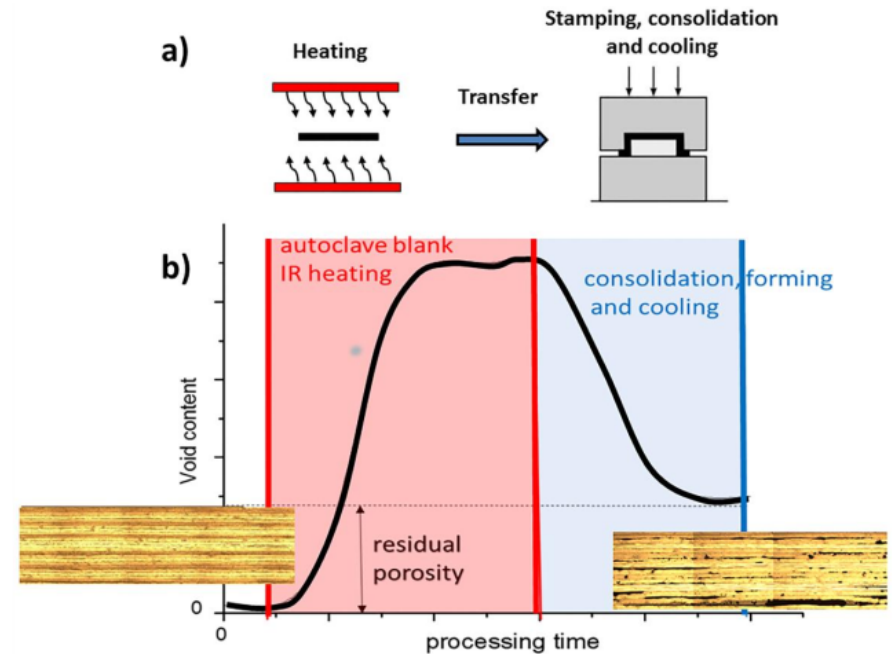 a)
Heating
Transfer
Stamping, consolidation
and cooling
b)
autoclave blank
IR heating
consolidation, forming
and cooling
Void content
residual
porosity
0
0
processing time